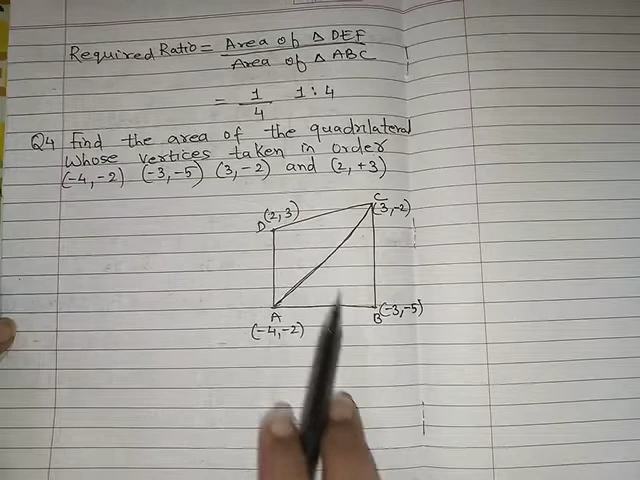 Required Ratio = Area of △ DEF
Area of △ ABC
= 1 1:4
4
Q4 Find the area of the quadrilateral
Whose vertices taken in order
(-4,-2) (-3,-5) (3,-2) and (2,+3)
C
D (2,3) (3,-2)
A B (-3,-5)
(-4,-2)